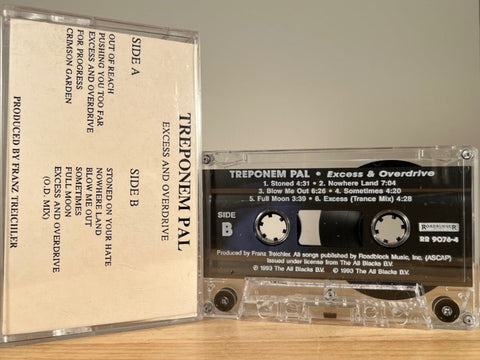 TREPONEM PAL
EXCESS AND OVERDRIVE
SIDE A
OUT OF REACH
PUSHING YOU TOO FAR
EXCESS AND OVERDRIVE
FOR PROGRESS
CRIMSON GARDEN
SIDE B
STONED ON YOUR HATE
NOWHERE LAND
BLOW ME OUT
SOMETIMES
FULL MOON
EXCESS AND OVERDRIVE
(O.D. MIX)
PRODUCED BY FRANZ TREICHLER
TREPONEM PAL • Excess & Overdrive
1. Stoned 4:31 • 2. Nowhere Land 7:04
3. Blow Me Out 6:26 • 4. Sometimes 4:20
5. Full Moon 3:39 • 6. Excess (Trance Mix) 4:28
SIDE
B
ROADRUNNER
RR 9076-4
Produced by Franz Treichler. All songs published by Roadblock Music, Inc. (ASCAP)
Issued under license from The All Blacks B.V.
℗ 1993 The All Blacks B.V. © 1993 The All Blacks B.V.